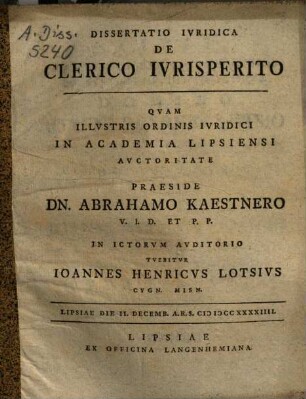 A. Diss.
5240
DISSERTATIO IVRIDICA
DE
CLERICO IVRISPERITO
QVAM
ILLVSTRIS ORDINIS IVRIDICI
IN ACADEMIA LIPSIENSI
AVCTORITATE
PRAESIDE
DN. ABRAHAMO KAESTNERO
V. I. D. ET P. P.
IN ICTORVM AVDITORIO
TVEBITVR
IOANNES HENRICVS LOTSIVS
CYGN. MISN.
LIPSIAE DIE II. DECEMB. A. R. S. CIƆ IƆCC XXXXIIII.
LIPSIAE
EX OFFICINA LANGENHEMIANA.